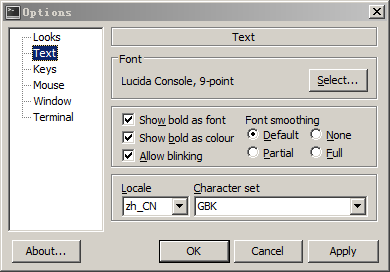 Options
Looks
Text
Keys
Mouse
Window
Terminal
Text
Font
Lucida Console, 9-point
Select...
Show bold as font
Show bold as colour
Allow blinking
Font smoothing
Default
None
Partial
Full
Locale
Character set
zh_CN
GBK
About...
OK
Cancel
Apply